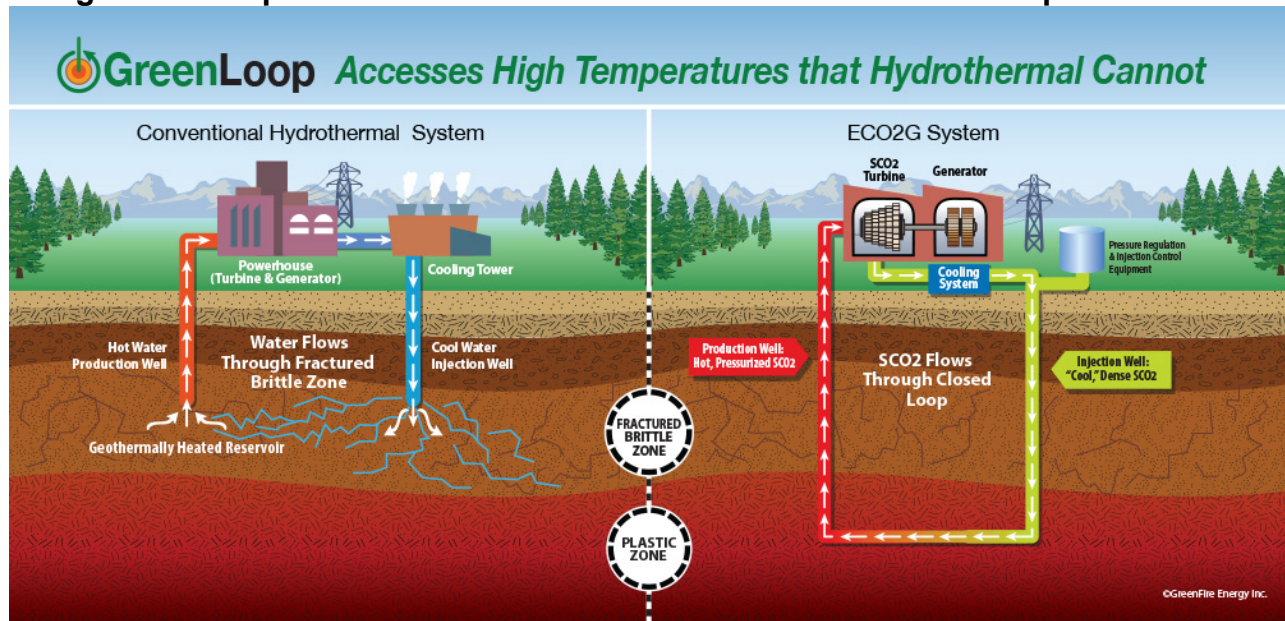 GreenLoop Accesses High Temperatures that Hydrothermal Cannot
Conventional Hydrothermal System
Powerhouse
(Turbine & Generator)
Cooling Tower
Hot Water
Production Well
Water Flows
Through Fractured
Brittle Zone
Cool Water
Injection Well
Geothermally Heated Reservoir
FRACTURED
BRITTLE
ZONE
PLASTIC
ZONE
ECO2G System
SCO2
Turbine
Generator
Cooling
System
Pressure Regulation
& Injection Control
Equipment
Production Well:
Hot, Pressurized SCO2
SCO2 Flows
Through Closed
Loop
Injection Well:
"Cool," Dense SCO2
©GreenFire Energy Inc.